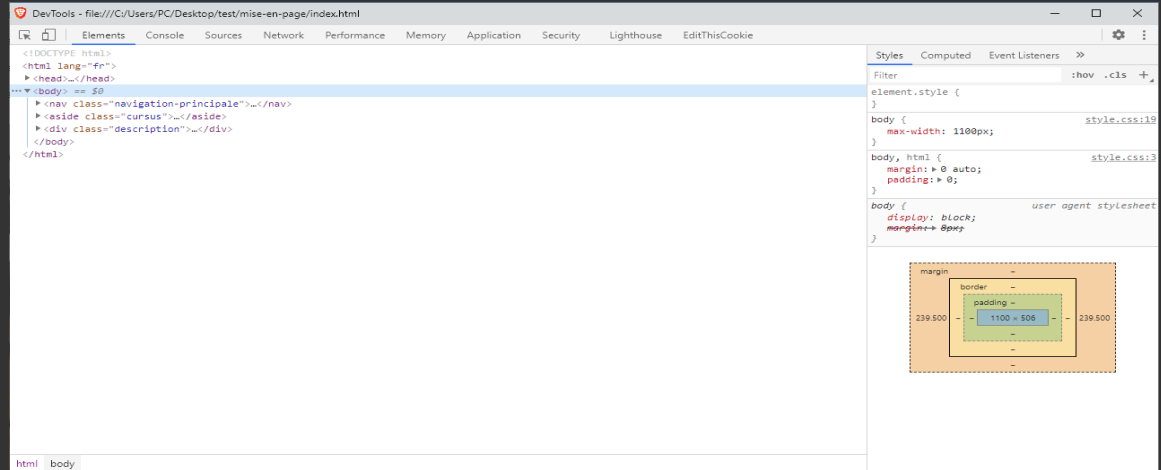 DevTools - file:///C:/Users/PC/Desktop/test/mise-en-page/index.html
Elements Console Sources Network Performance Memory Application Security Lighthouse EditThisCookie
<!DOCTYPE html>
<html lang="fr">
<head>…</head>
<body> == $0
<nav class="navigation-principale">…</nav>
<aside class="cursus">…</aside>
<div class="description">…</div>
</body>
</html>
html body
Styles Computed Event Listeners »
Filter :hov .cls +
element.style {
}
body { style.css:19
max-width: 1100px;
}
body, html { style.css:3
margin: 0 auto;
padding: 0;
}
body { user agent stylesheet
display: block;
margin: 8px;
}
margin –
border –
padding –
239.500 – – 1100 × 506 – – 239.500
–
–
–